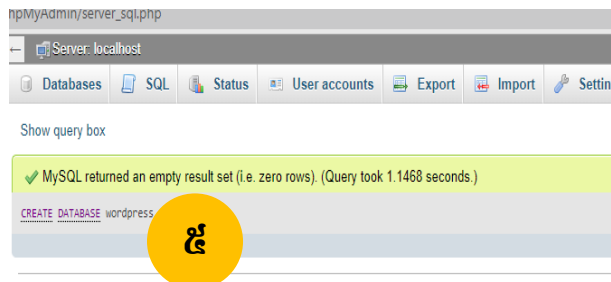 hpMyAdmin/server_sql.php
← Server: localhost
Databases SQL Status User accounts Export Import Settin
Show query box
MySQL returned an empty result set (i.e. zero rows). (Query took 1.1468 seconds.)
CREATE DATABASE wordpress
៥